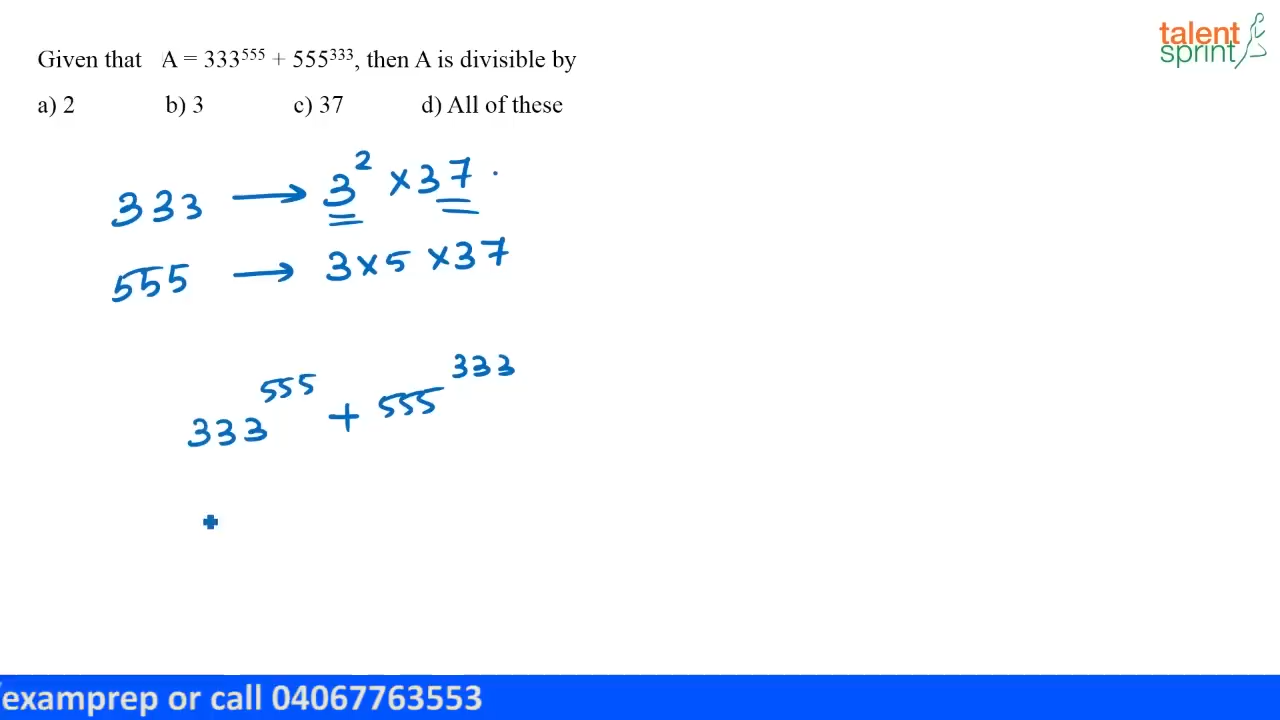 talent
sprint
Given that A = 333⁵⁵⁵ + 555³³³, then A is divisible by
a) 2 b) 3 c) 37 d) All of these
333 → 3² × 37 .
555 → 3 × 5 × 37
333⁵⁵⁵ + 555³³³
/examprep or call 04067763553